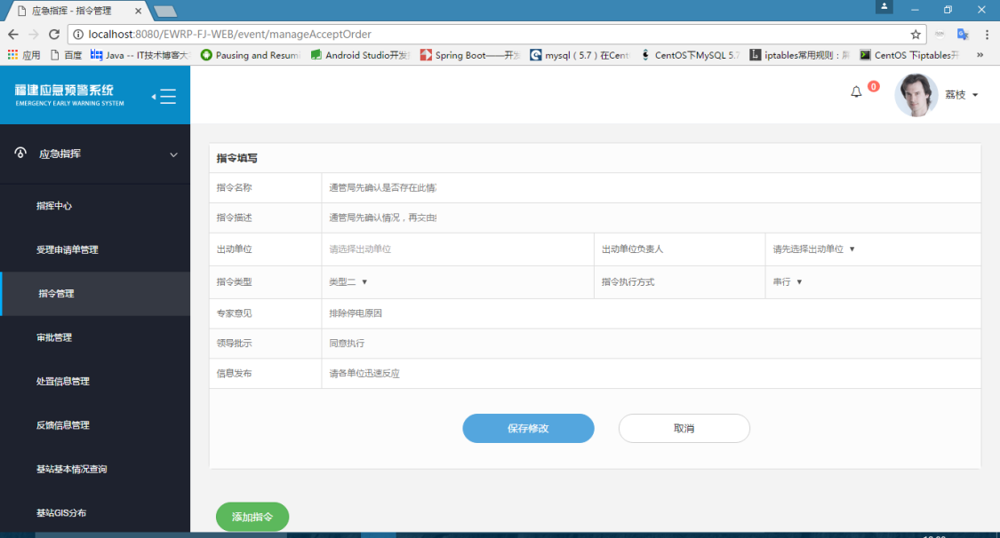 应急指挥 - 指令管理
localhost:8080/EWRP-FJ-WEB/event/manageAcceptOrder
应用 百度 Java -- IT技术博客大 Pausing and Resumi Android Studio开发 Spring Boot——开发 mysql（5.7）在Cent CentOS下MySQL 5.7 iptables常用规则： CentOS 下iptables开 »
福建应急预警系统
EMERGENCY EARLY WARNING SYSTEM
0
荔枝
应急指挥
指挥中心
受理申请单管理
指令管理
审批管理
处置信息管理
反馈信息管理
基站基本情况查询
基站GIS分布
指令填写
指令名称 通管局先确认是否存在此情
指令描述 通管局先确认情况，再交由
出动单位 请选择出动单位 出动单位负责人 请先选择出动单位
指令类型 类型二 指令执行方式 串行
专家意见 排除停电原因
领导批示 同意执行
信息发布 请各单位迅速反应
保存修改 取消
添加指令